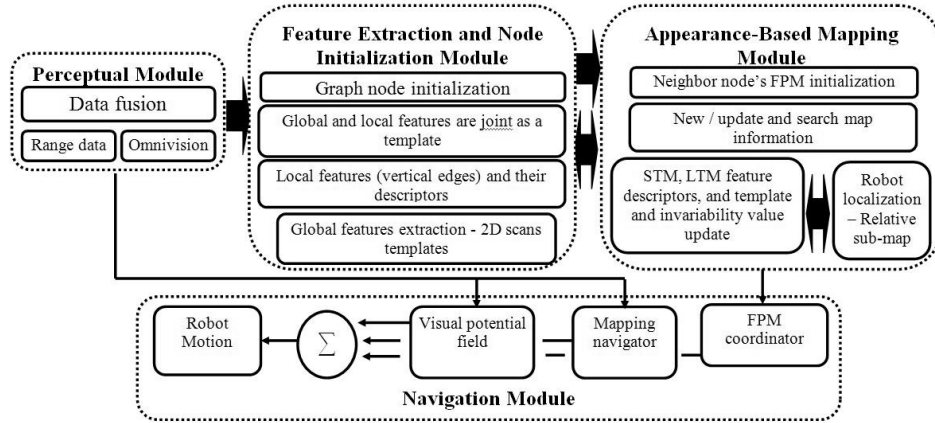 Perceptual Module
Data fusion
Range data
Omnivision
Feature Extraction and Node
Initialization Module
Graph node initialization
Global and local features are joint as a
template
Local features (vertical edges) and their
descriptors
Global features extraction - 2D scans
templates
Appearance-Based Mapping
Module
Neighbor node's FPM initialization
New / update and search map
information
STM, LTM feature
descriptors, and template
and invariability value
update
Robot
localization
– Relative
sub-map
Robot
Motion
∑
Visual potential
field
Mapping
navigator
FPM
coordinator
Navigation Module